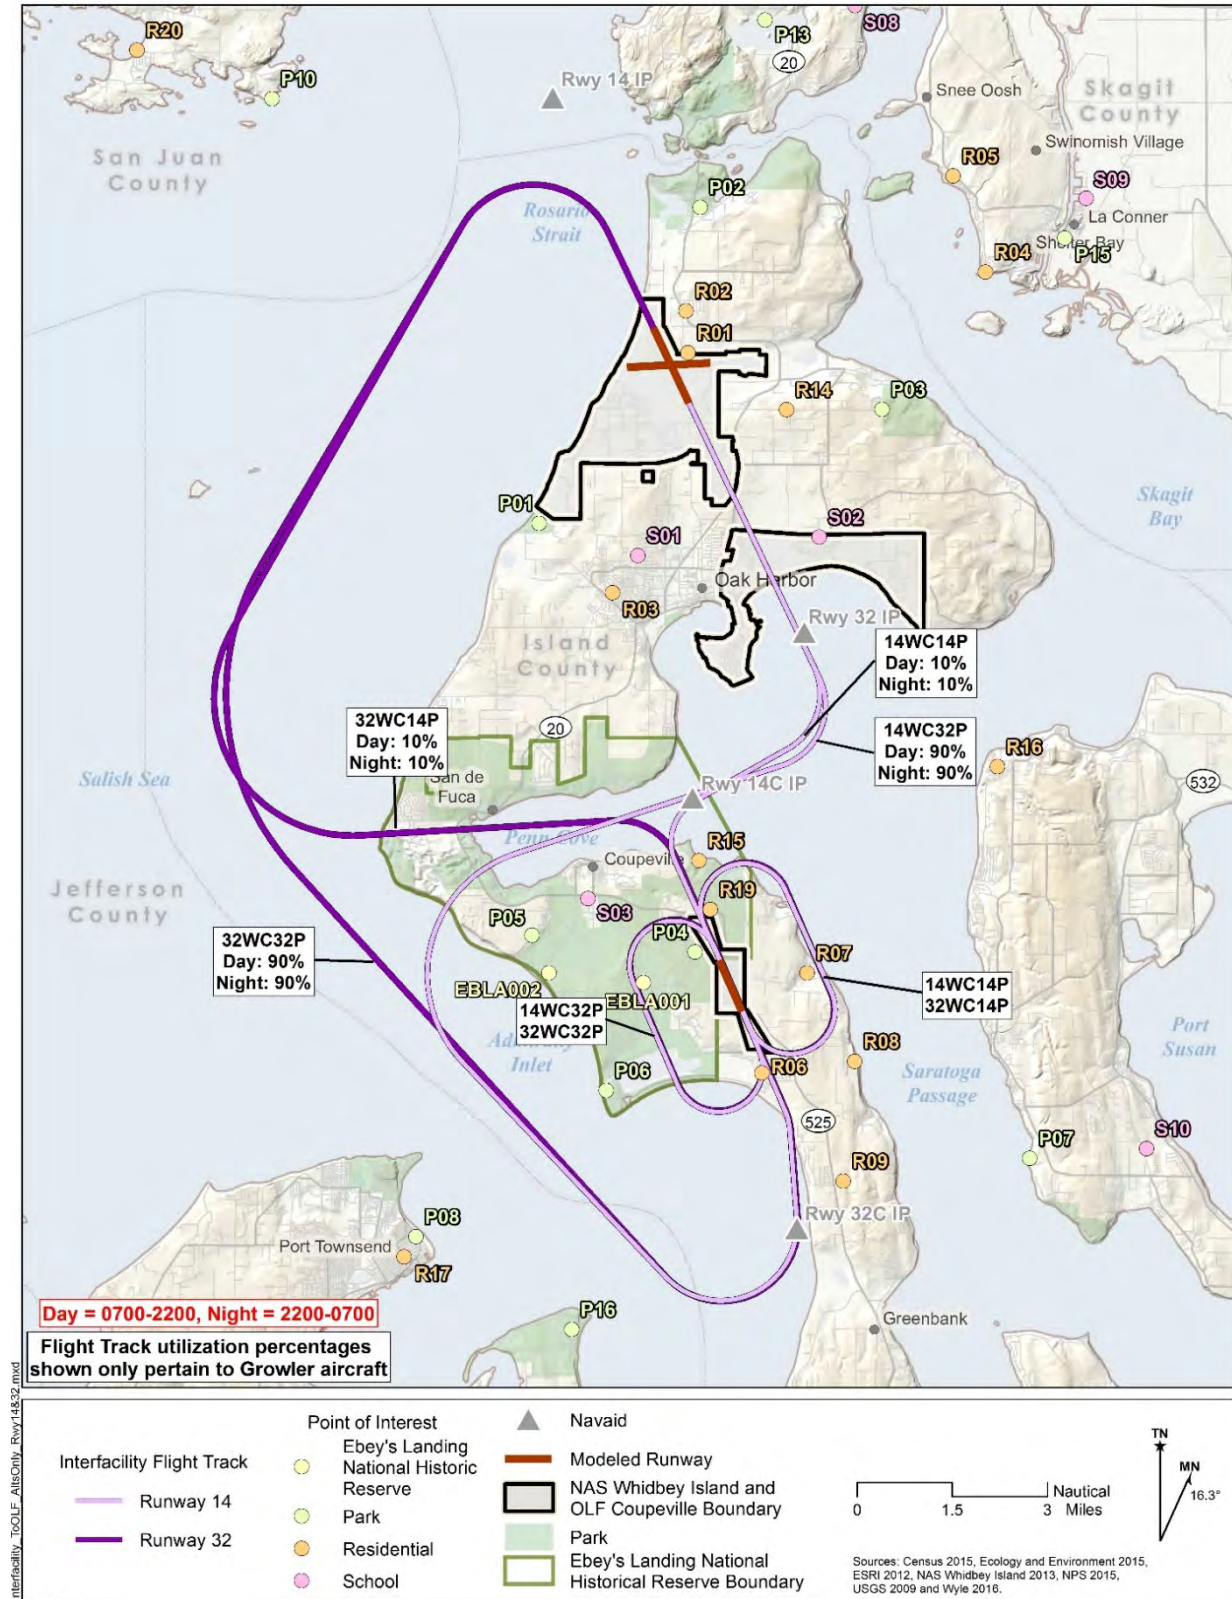 R20
P10
Rwy 14 IP
P13
20
S08
Snee Oosh
Skagit
County
Swinomish Village
San Juan
County
R05
S09
P02
La Conner
Rosario
Strait
Shelter Bay
P15
R04
R02
R01
R14
P03
Skagit
Bay
P01
S01
S02
Oak Harbor
R03
Rwy 32 IP
Island
County
14WC14P
Day: 10%
Night: 10%
32WC14P
Day: 10%
Night: 10%
20
14WC32P
Day: 90%
Night: 90%
R16
Salish Sea
San de
Fuca
Rwy 14C IP
532
Penn Cove
Coupeville
R15
Jefferson
County
S03
R19
P05
P04
32WC32P
Day: 90%
Night: 90%
R07
EBLA002
EBLA001
14WC32P
32WC32P
14WC14P
32WC14P
Admiralty
Inlet
Port
Susan
R08
P06
R06
Saratoga
Passage
525
P07
S10
R09
P08
Rwy 32C IP
Port Townsend
R17
Day = 0700-2200, Night = 2200-0700
P16
Greenbank
Flight Track utilization percentages
shown only pertain to Growler aircraft
nterfacility_ToOLF_AltsOnly_Rwy14&32.mxd
Interfacility Flight Track
Runway 14
Runway 32
Point of Interest
Ebey's Landing
National Historic
Reserve
Park
Residential
School
Navaid
Modeled Runway
NAS Whidbey Island and
OLF Coupeville Boundary
Park
Ebey's Landing National
Historical Reserve Boundary
0 1.5 3
Nautical
Miles
TN
MN
16.3°
Sources: Census 2015, Ecology and Environment 2015,
ESRI 2012, NAS Whidbey Island 2013, NPS 2015,
USGS 2009 and Wyle 2016.